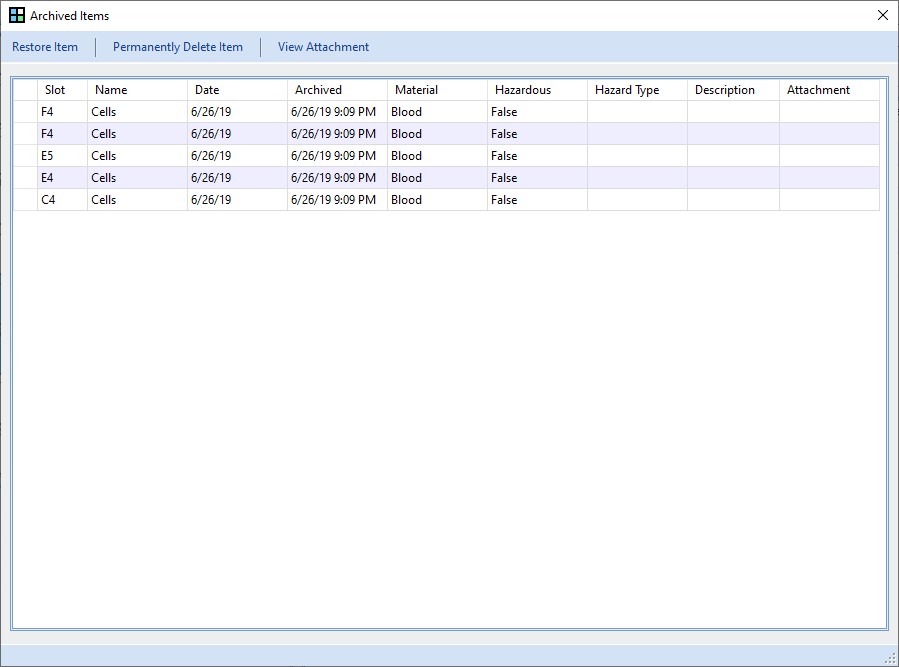 Archived Items
Restore Item Permanently Delete Item View Attachment
Slot Name Date Archived Material Hazardous Hazard Type Description Attachment
F4 Cells 6/26/19 6/26/19 9:09 PM Blood False
F4 Cells 6/26/19 6/26/19 9:09 PM Blood False
E5 Cells 6/26/19 6/26/19 9:09 PM Blood False
E4 Cells 6/26/19 6/26/19 9:09 PM Blood False
C4 Cells 6/26/19 6/26/19 9:09 PM Blood False